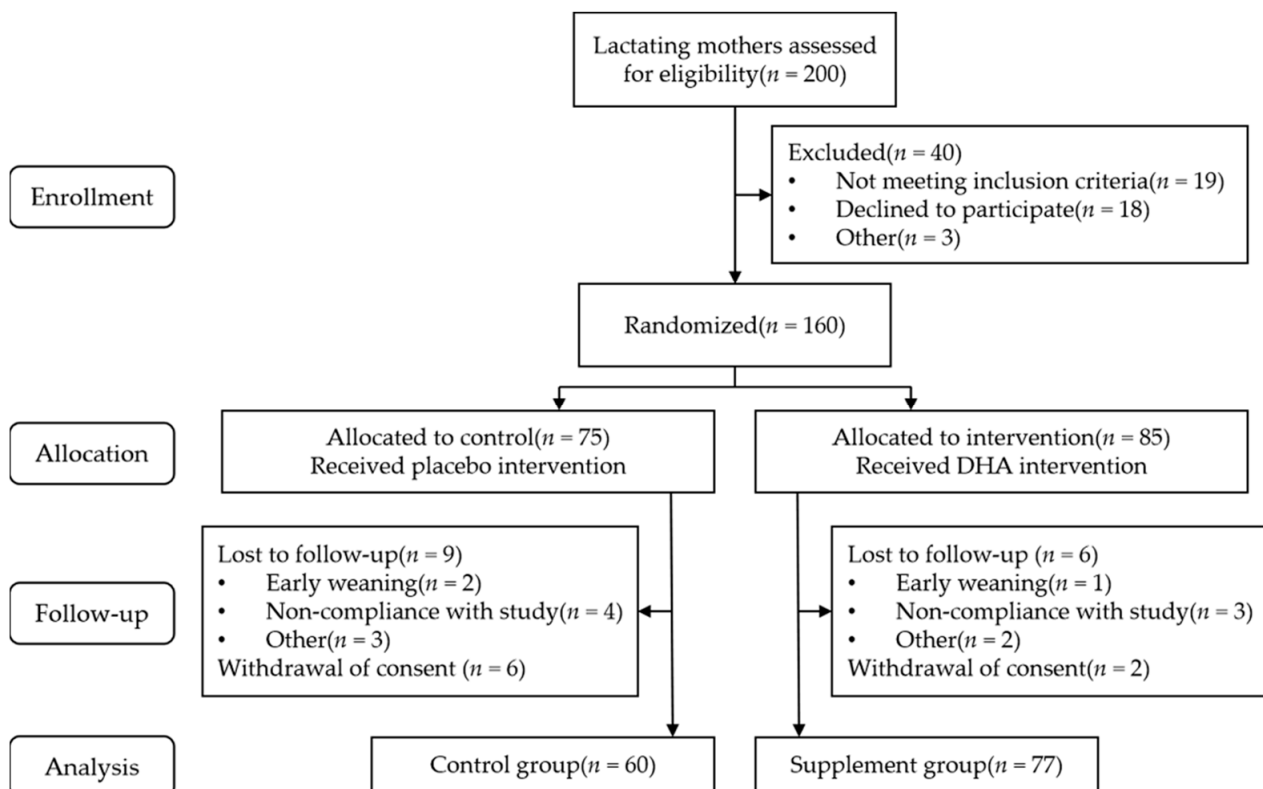 Lactating mothers assessed
for eligibility(n = 200)
Enrollment
Excluded(n = 40)
• Not meeting inclusion criteria(n = 19)
• Declined to participate(n = 18)
• Other(n = 3)
Randomized(n = 160)
Allocation
Allocated to control(n = 75)
Received placebo intervention
Allocated to intervention(n = 85)
Received DHA intervention
Follow-up
Lost to follow-up(n = 9)
• Early weaning(n = 2)
• Non-compliance with study(n = 4)
• Other(n = 3)
Withdrawal of consent (n = 6)
Lost to follow-up (n = 6)
• Early weaning(n = 1)
• Non-compliance with study(n = 3)
• Other(n = 2)
Withdrawal of consent(n = 2)
Analysis
Control group(n = 60)
Supplement group(n = 77)